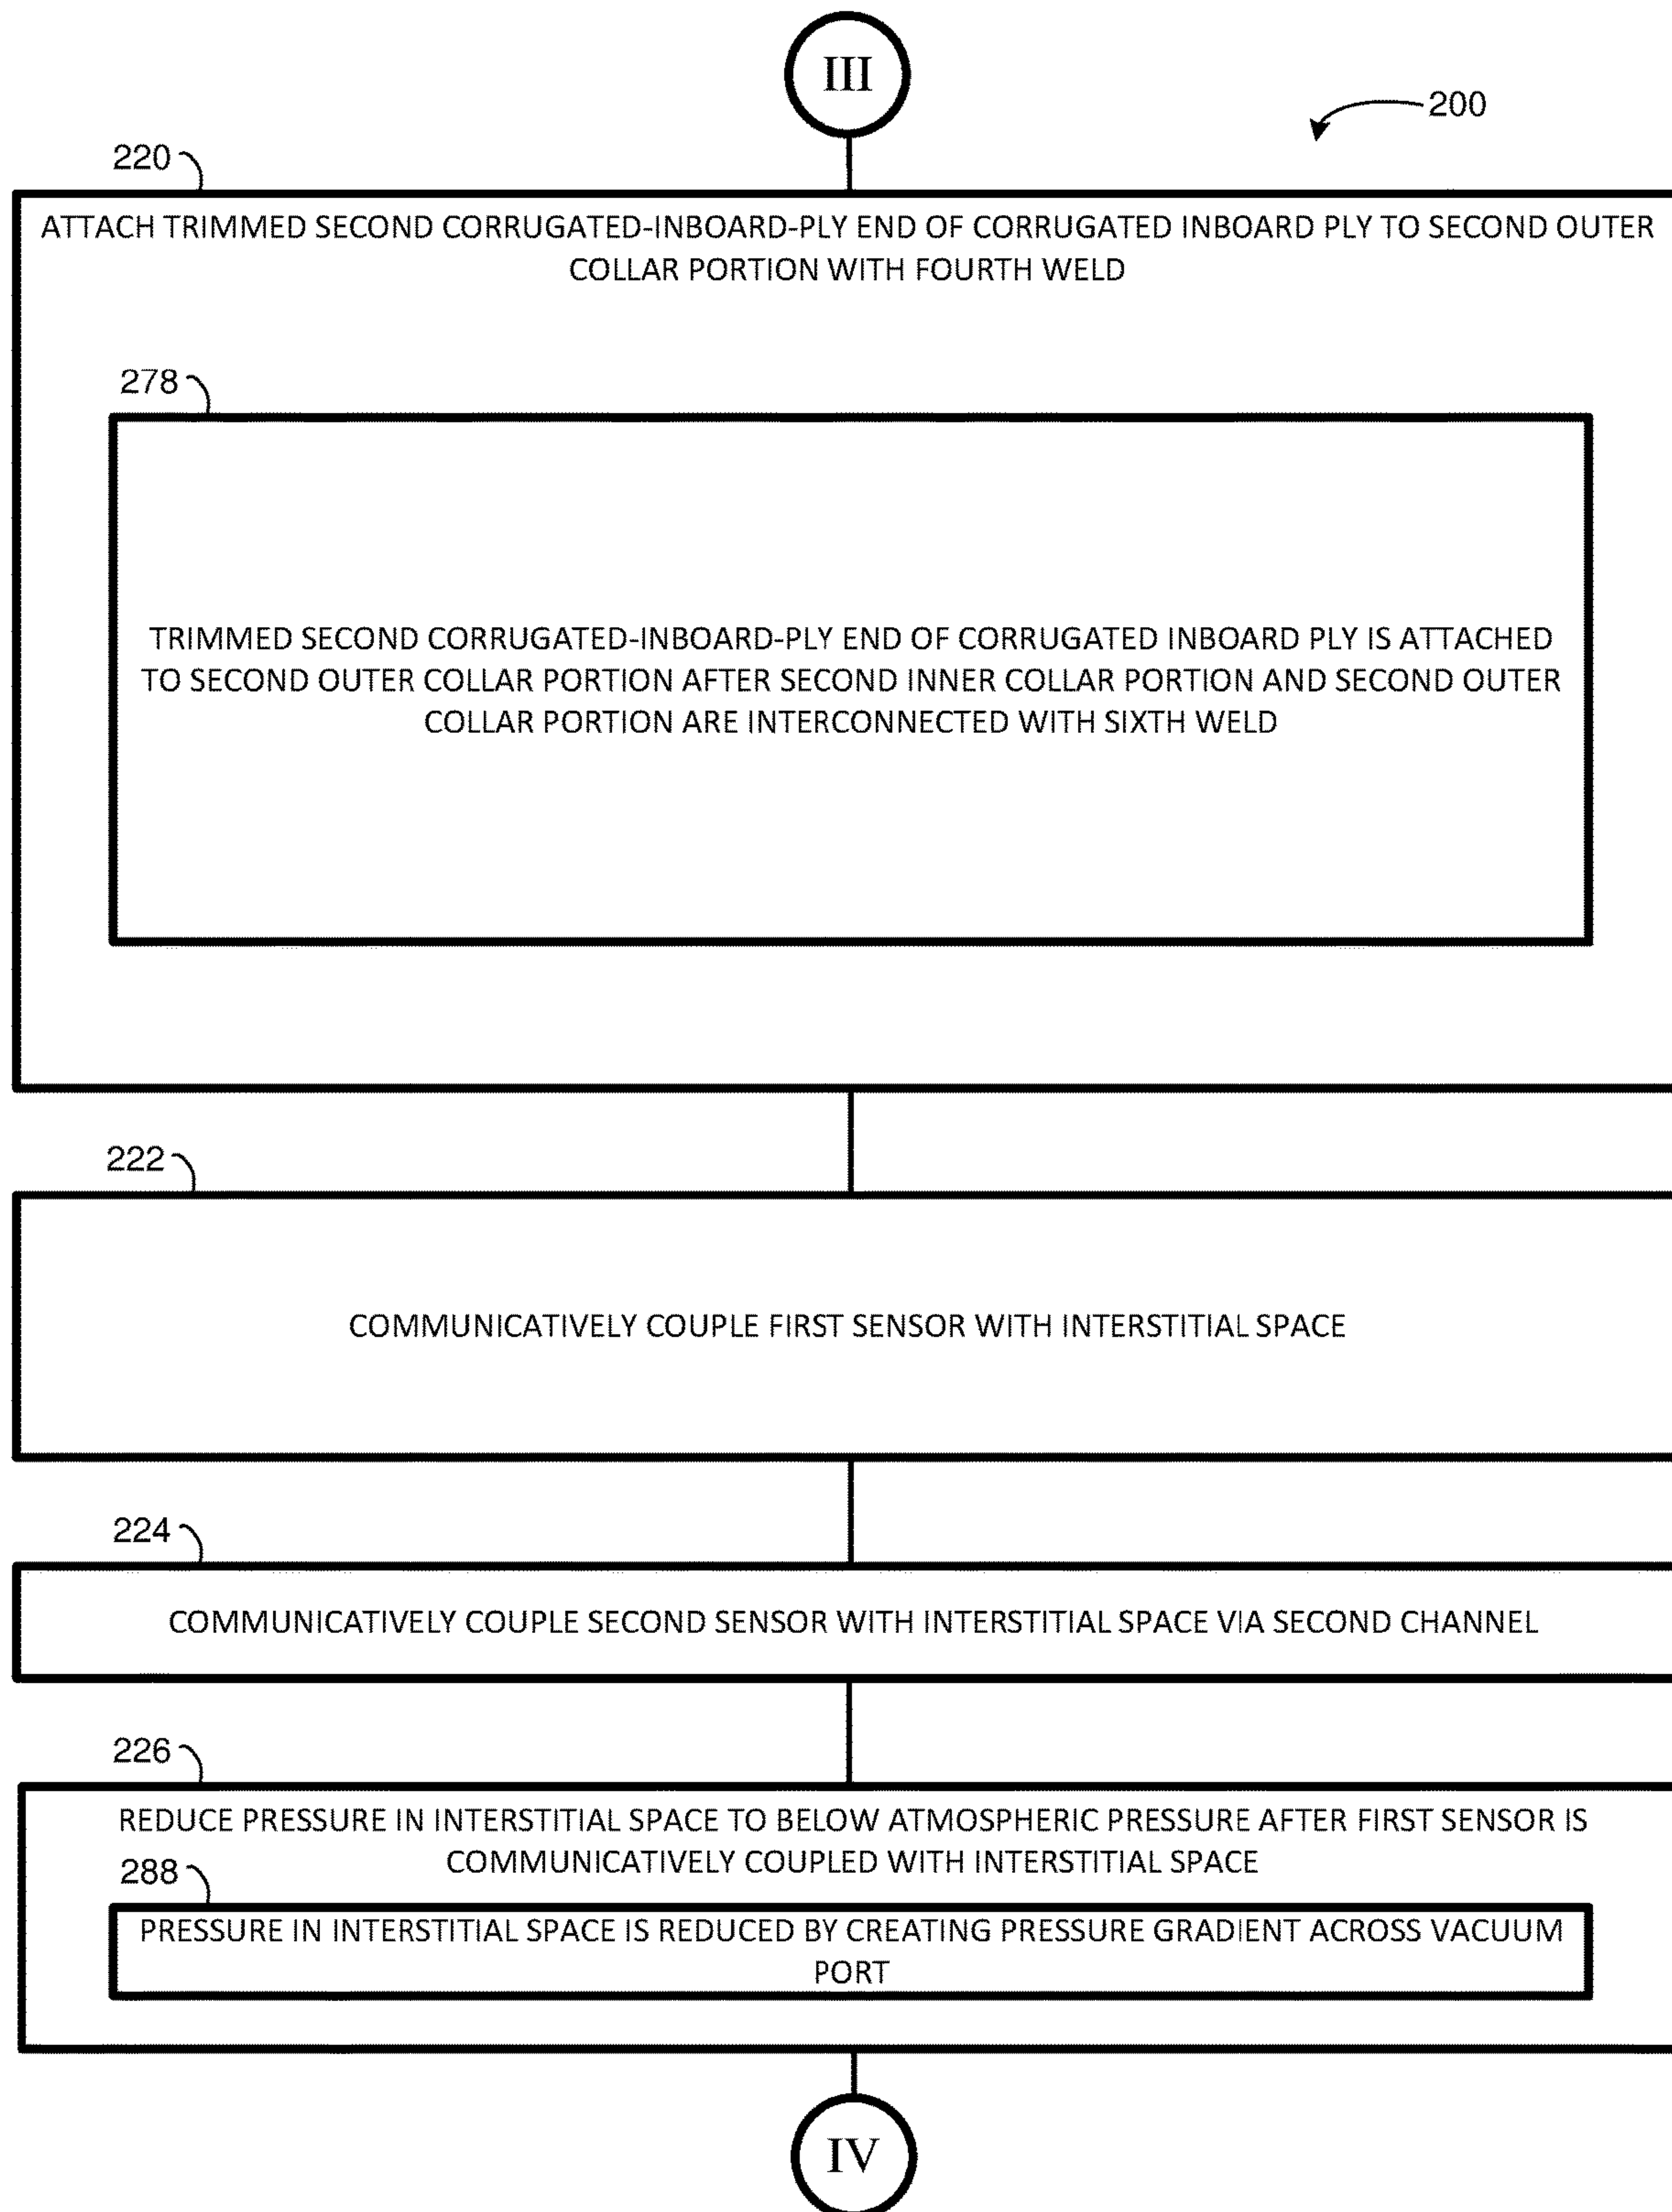 III
200
220
ATTACH TRIMMED SECOND CORRUGATED-INBOARD-PLY END OF CORRUGATED INBOARD PLY TO SECOND OUTER
COLLAR PORTION WITH FOURTH WELD
278
TRIMMED SECOND CORRUGATED-INBOARD-PLY END OF CORRUGATED INBOARD PLY IS ATTACHED
TO SECOND OUTER COLLAR PORTION AFTER SECOND INNER COLLAR PORTION AND SECOND OUTER
COLLAR PORTION ARE INTERCONNECTED WITH SIXTH WELD
222
COMMUNICATIVELY COUPLE FIRST SENSOR WITH INTERSTITIAL SPACE
224
COMMUNICATIVELY COUPLE SECOND SENSOR WITH INTERSTITIAL SPACE VIA SECOND CHANNEL
226
REDUCE PRESSURE IN INTERSTITIAL SPACE TO BELOW ATMOSPHERIC PRESSURE AFTER FIRST SENSOR IS
COMMUNICATIVELY COUPLED WITH INTERSTITIAL SPACE
288
PRESSURE IN INTERSTITIAL SPACE IS REDUCED BY CREATING PRESSURE GRADIENT ACROSS VACUUM
PORT
IV